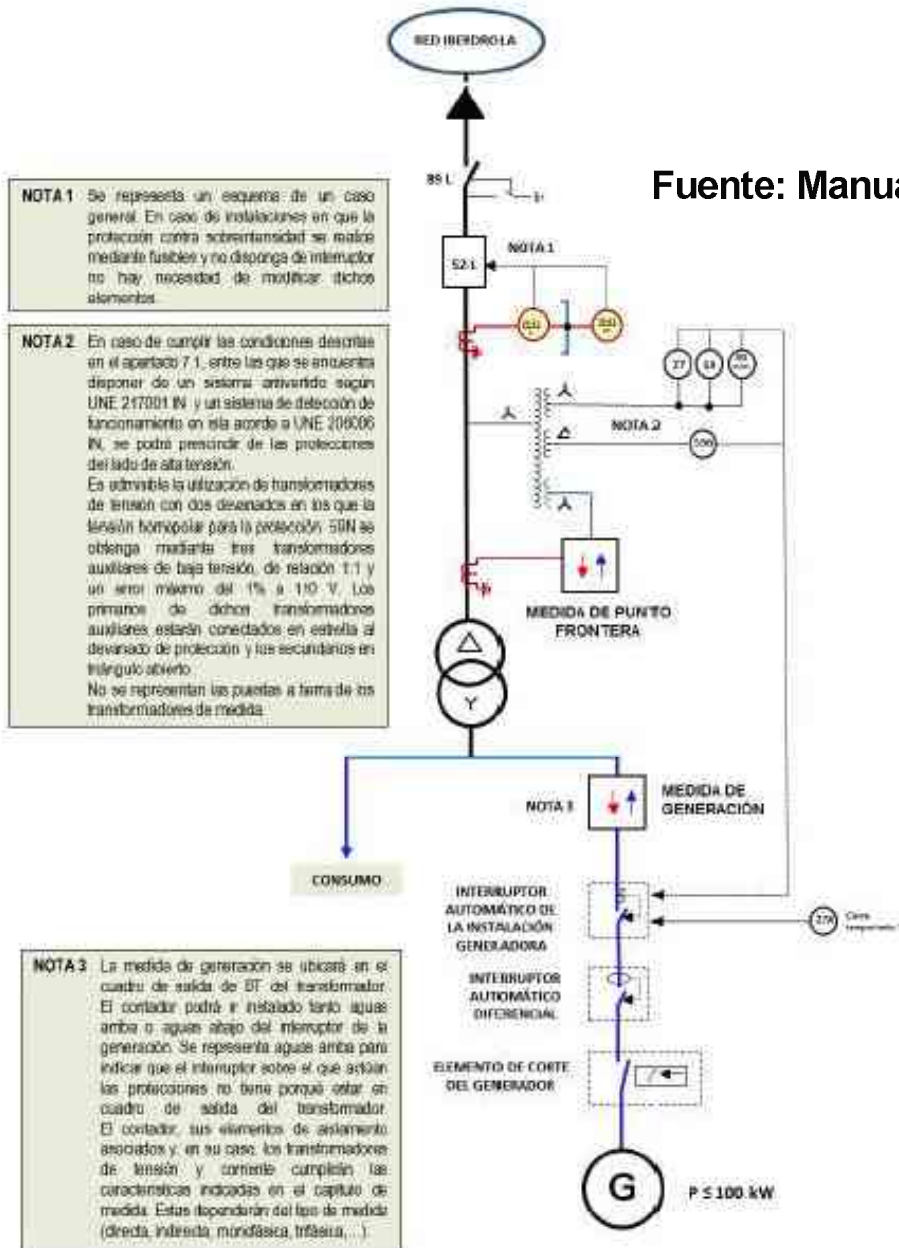 RED IBERDROLA
89 L
Fuente: Manua
NOTA 1 Se representa un esquema de un caso
general. En caso de instalaciones en que la
protección contra sobreintensidad se realice
mediante fusibles y no disponga de interruptor
no hay necesidad de modificar dichos
elementos.
NOTA 1
52 L
NOTA 2 En caso de cumplir las condiciones descritas
en el apartado 7.1, entre las que se encuentra
disponer de un sistema antivertido según
UNE 217001 IN y un sistema de detección de
funcionamiento en isla acorde a UNE 206006
IN, se podrá prescindir de las protecciones
del lado de alta tensión.
Es admisible la utilización de transformadores
de tensión con dos devanados en los que la
tensión homopolar para la protección 59N se
obtenga mediante tres transformadores
auxiliares de baja tensión, de relación 1:1 y
un error máximo del 1% a 110 V. Los
primarios de dichos transformadores
auxiliares estarán conectados en estrella al
devanado de protección y los secundarios en
triángulo abierto
No se representan las puestas a tierra de los
transformadores de medida.
27
NOTA 2
MEDIDA DE PUNTO
FRONTERA
Y
NOTA 3
MEDIDA DE
GENERACIÓN
CONSUMO
INTERRUPTOR
AUTOMÁTICO DE
LA INSTALACIÓN
GENERADORA
INTERRUPTOR
AUTIOMÁTICO
DIFERENCIAL
ELEMENTO DE CORTE
DEL GENERADOR
G
P ≤ 100 kW
NOTA 3 La medida de generación se ubicará en el
cuadro de salida de BT del transformador.
El contador podrá ir instalado tanto aguas
arriba o aguas abajo del interruptor de la
generación. Se representa aguas arriba para
indicar que el interruptor sobre el que actúan
las protecciones no tiene porqué estar en
cuadro de salida del transformador.
El contador, sus elementos de aislamiento
asociados y, en su caso, los transformadores
de tensión y corriente cumplirán las
características indicadas en el capítulo de
medida. Estas dependerán del tipo de medida
(directa, indirecta, monofásica, trifásica,...)